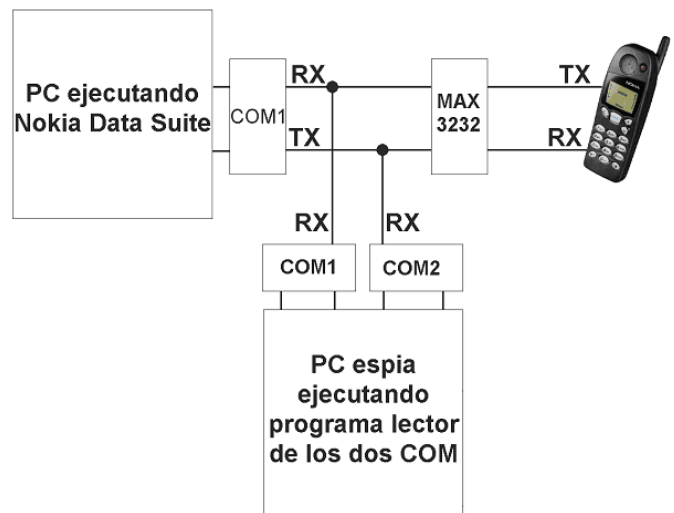 PC ejecutando
Nokia Data Suite
COM1
RX
TX
MAX
3232
TX
RX
RX
RX
COM1
COM2
PC espia
ejecutando
programa lector
de los dos COM